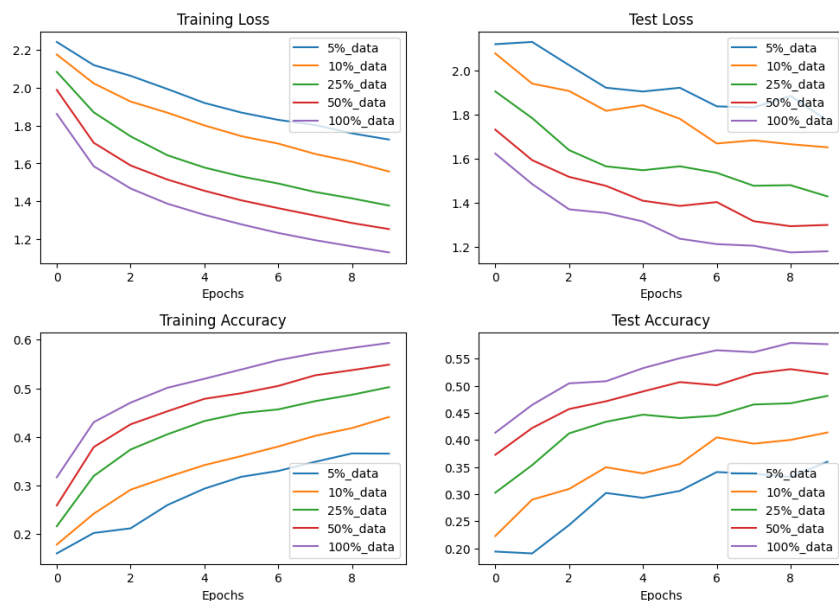 Training Loss
2.2
2.0
1.8
1.6
1.4
1.2
5%_data
10%_data
25%_data
50%_data
100%_data
0 2 4 6 8
Epochs
Test Loss
2.0
1.8
1.6
1.4
1.2
5%_data
10%_data
25%_data
50%_data
100%_data
0 2 4 6 8
Epochs
Training Accuracy
0.6
0.5
0.4
0.3
0.2
5%_data
10%_data
25%_data
50%_data
100%_data
0 2 4 6 8
Epochs
Test Accuracy
0.55
0.50
0.45
0.40
0.35
0.30
0.25
0.20
5%_data
10%_data
25%_data
50%_data
100%_data
0 2 4 6 8
Epochs